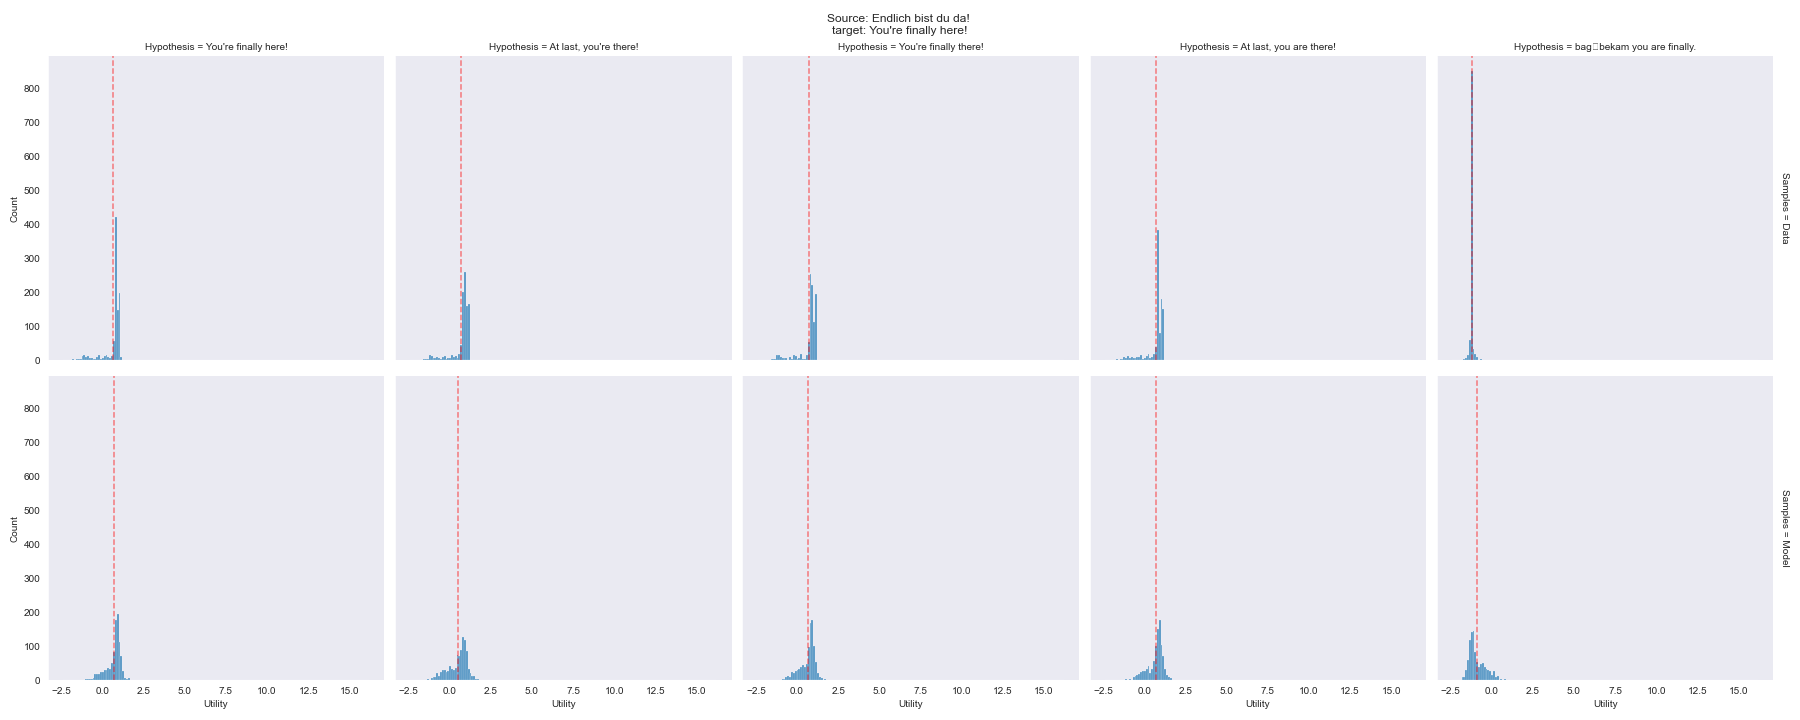 Source: Endlich bist du da!
target: You're finally here!
Hypothesis = You're finally here!
Hypothesis = At last, you're there!
Hypothesis = You're finally there!
Hypothesis = At last, you are there!
Hypothesis = bag□bekam you are finally.
800
700
600
500
400
300
200
100
0
Count
Samples = Data
800
700
600
500
400
300
200
100
0
Count
Samples = Model
−2.5 0.0 2.5 5.0 7.5 10.0 12.5 15.0
−2.5 0.0 2.5 5.0 7.5 10.0 12.5 15.0
−2.5 0.0 2.5 5.0 7.5 10.0 12.5 15.0
−2.5 0.0 2.5 5.0 7.5 10.0 12.5 15.0
−2.5 0.0 2.5 5.0 7.5 10.0 12.5 15.0
Utility
Utility
Utility
Utility
Utility